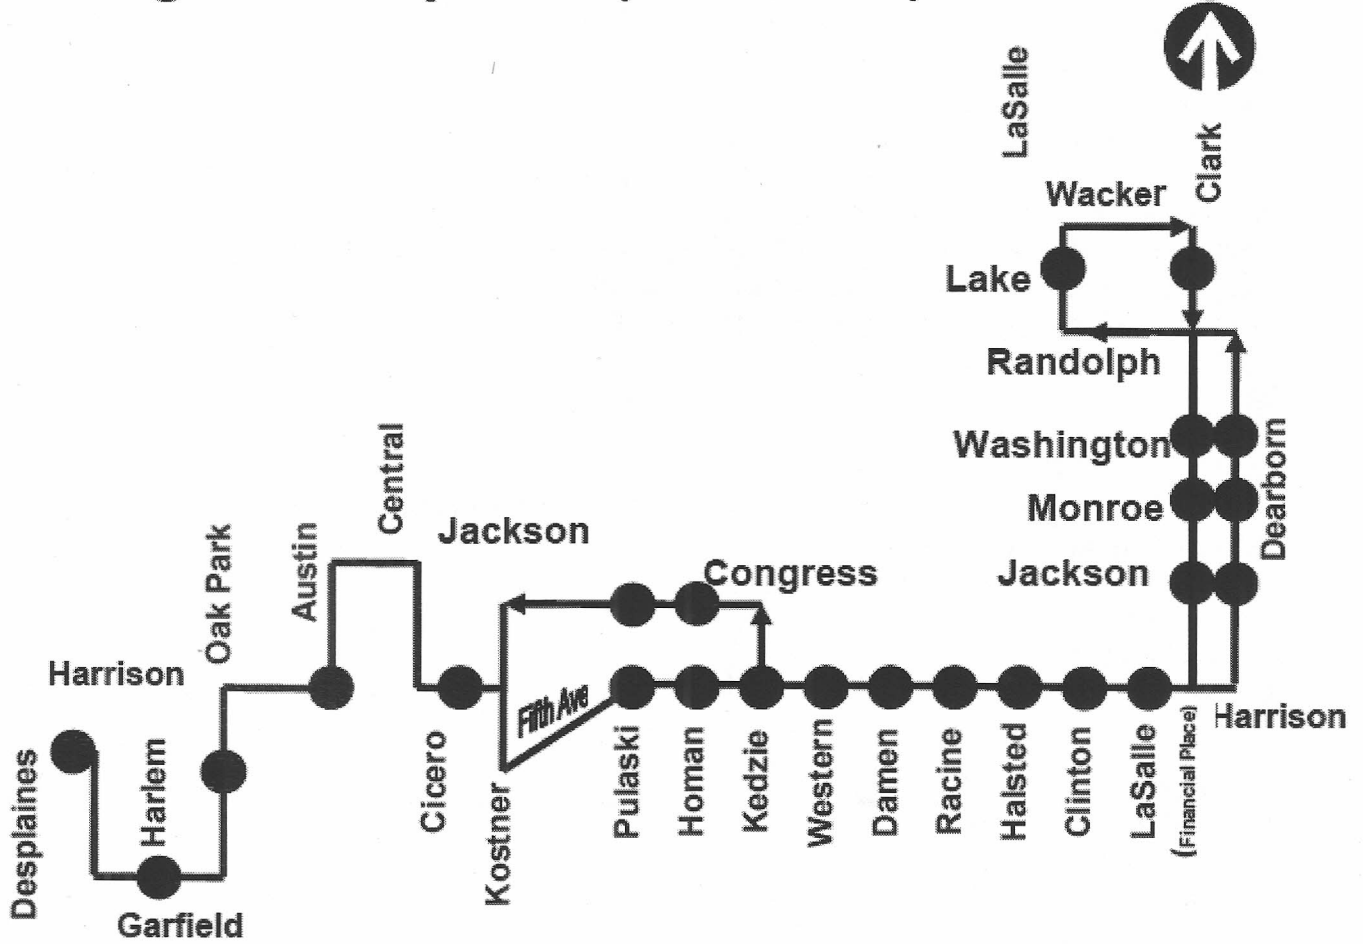 LaSalle
Clark
Wacker
Lake
Randolph
Washington
Monroe
Jackson
Dearborn
Central
Jackson
Congress
Austin
Oak Park
Harrison
Fifth Ave
Desplaines
Harlem
Garfield
Cicero
Kostner
Pulaski
Homan
Kedzie
Western
Damen
Racine
Halsted
Clinton
LaSalle
(Financial Place)
Harrison